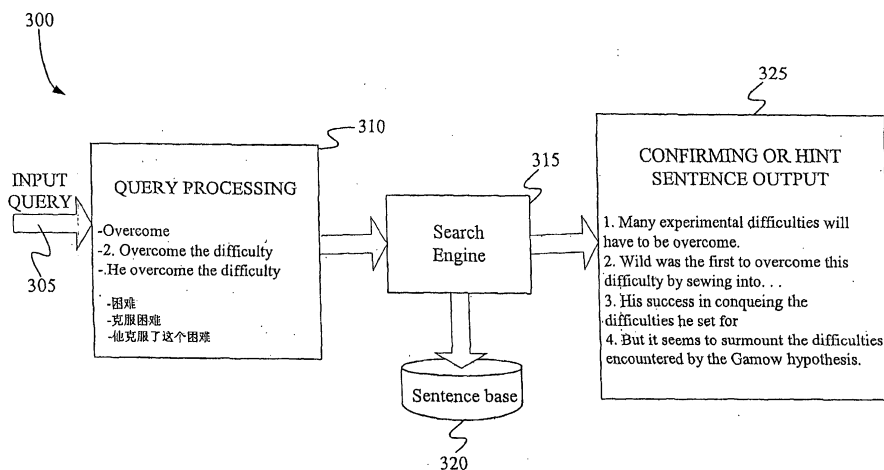 300
INPUT
QUERY
305
310
QUERY PROCESSING
-Overcome
-2. Overcome the difficulty
-.He overcome the difficulty
-困难
-克服困难
-他克服了这个困难
315
Search
Engine
Sentence base
320
325
CONFIRMING OR HINT
SENTENCE OUTPUT
1. Many experimental difficulties will
have to be overcome.
2. Wild was the first to overcome this
difficulty by sewing into. . .
3. His success in conqueing the
difficulties he set for
4. But it seems to surmount the difficulties
encountered by the Gamow hypothesis.